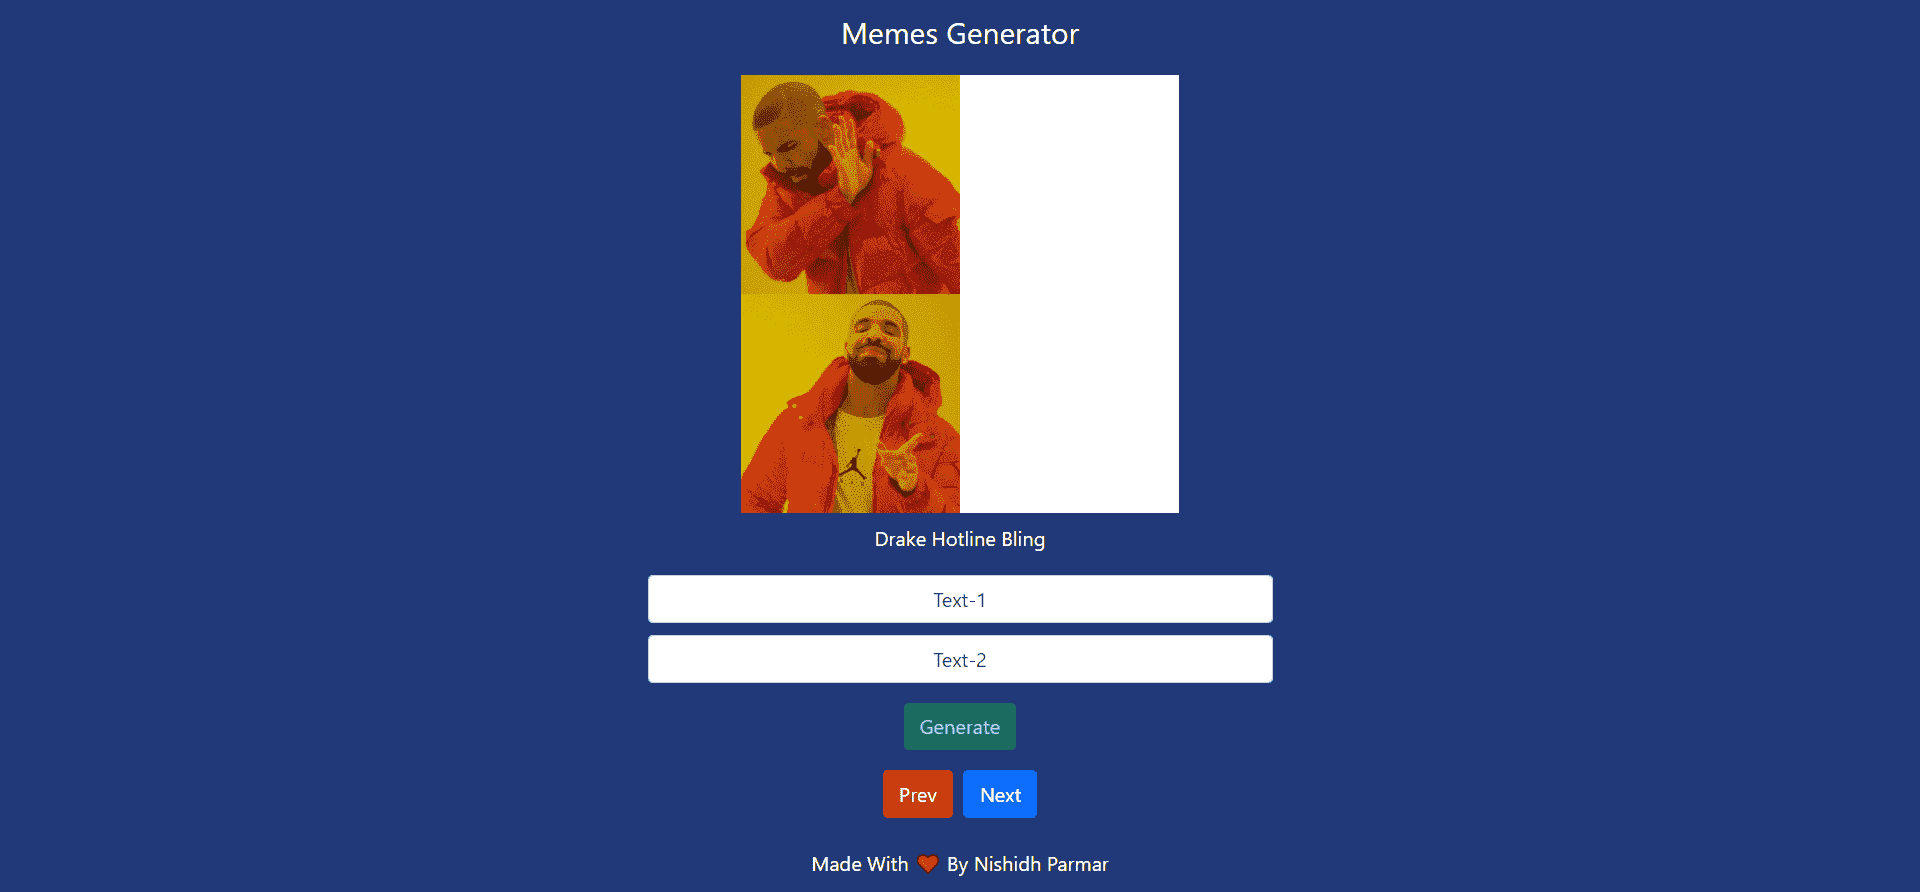 Memes Generator
Drake Hotline Bling
Text-1
Text-2
Generate
Prev Next
Made With ❤ By Nishidh Parmar